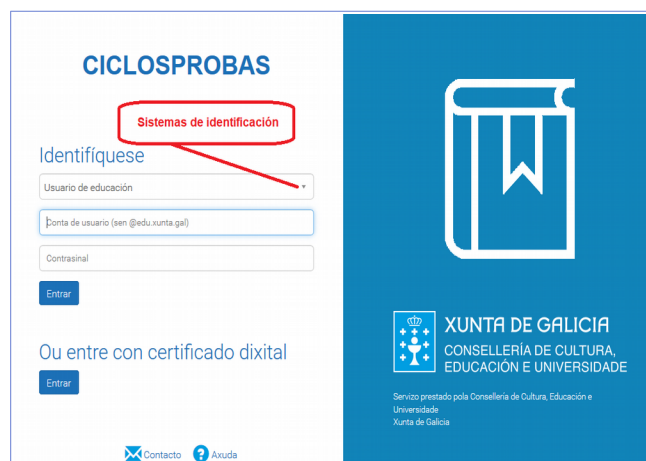 CICLOSPROBAS
Sistemas de identificación
Identifíquese
Usuario de educación
Conta de usuario (sen @edu.xunta.gal)
Contrasinal
Entrar
Ou entre con certificado dixital
Entrar
Contacto
? Axuda
XUNTA DE GALICIA
CONSELLERÍA DE CULTURA,
EDUCACIÓN E UNIVERSIDADE
Servizo prestado pola Consellería de Cultura, Educación e
Universidade
Xunta de Galicia